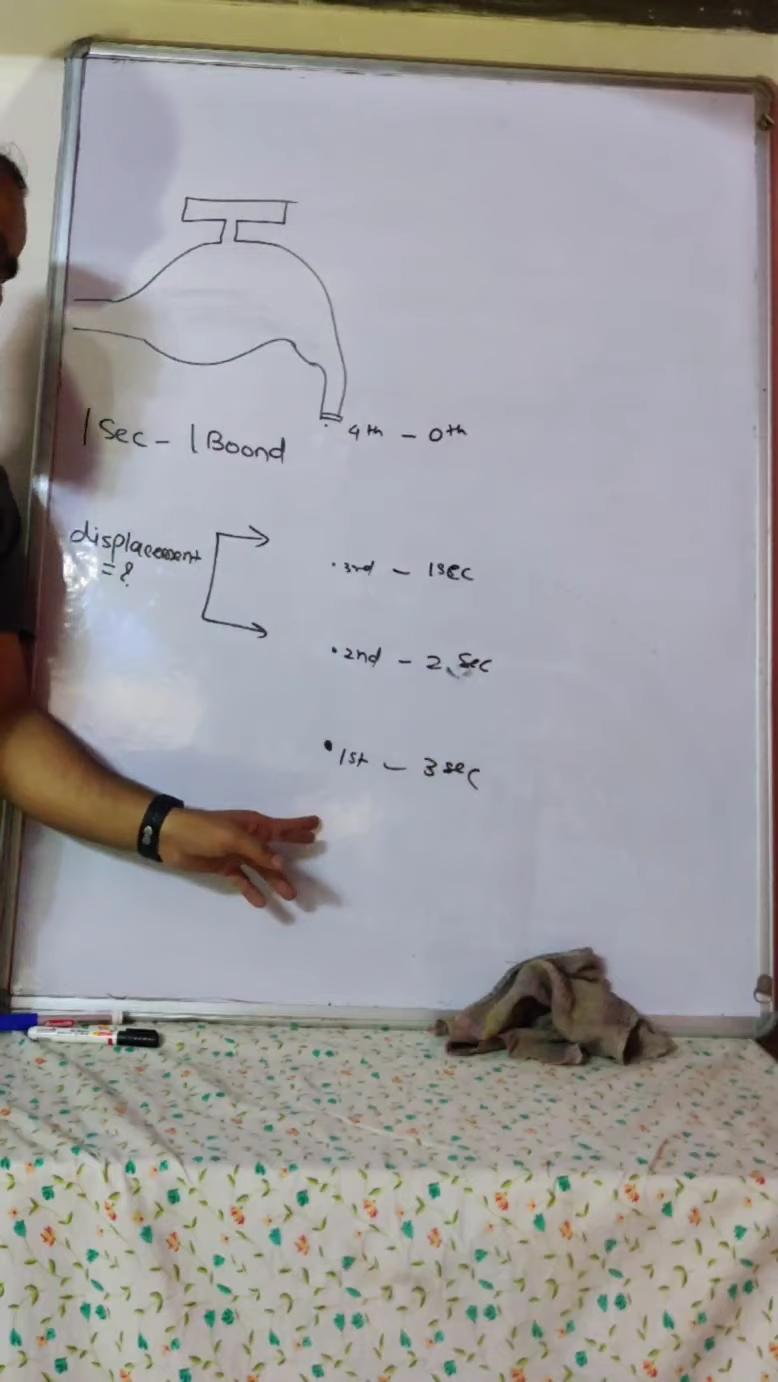 1 Sec - 1 Boond
4th - 0th
displacement
= ?
3rd - 1 SEC
2nd - 2 Sec
1st - 3 sec